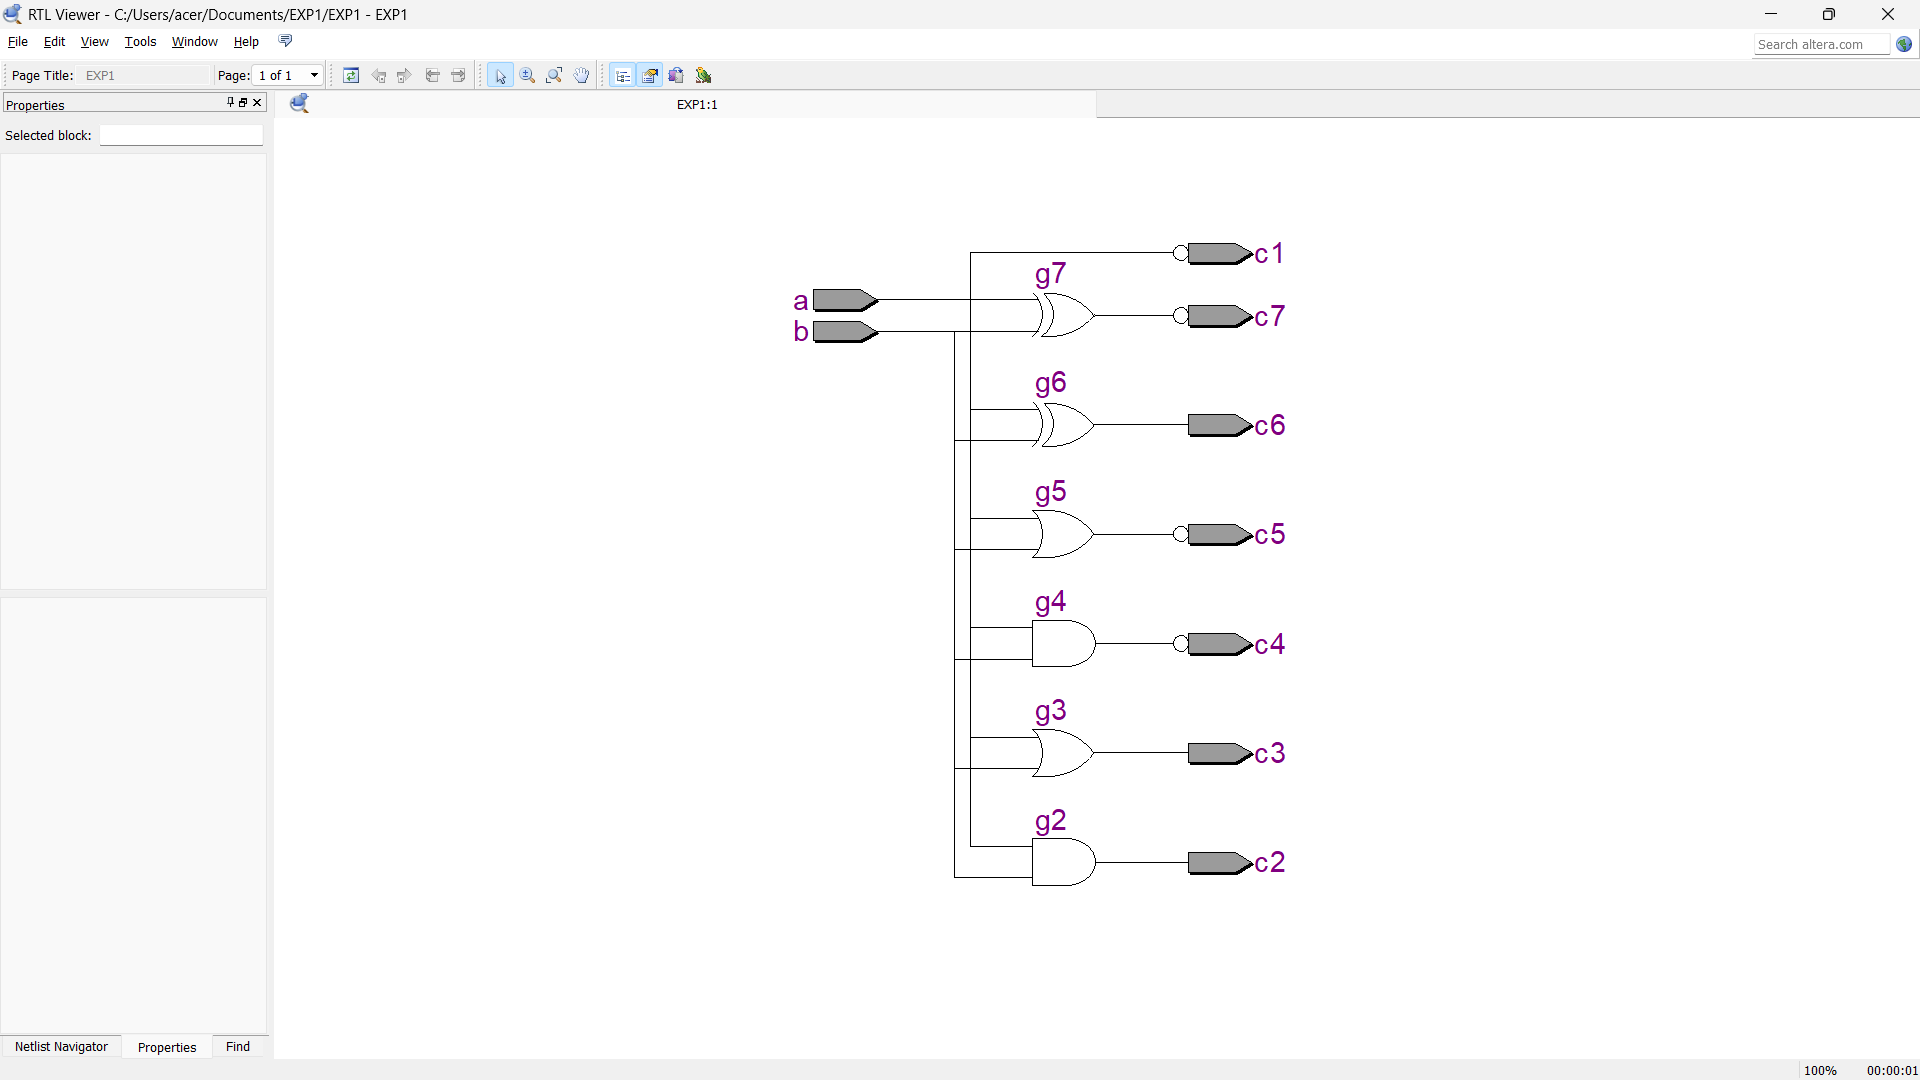 RTL Viewer - C:/Users/acer/Documents/EXP1/EXP1 - EXP1
File Edit View Tools Window Help
Search altera.com
Page Title: EXP1 Page: 1 of 1
Properties
EXP1:1
Selected block:
c1
g7
a
c7
b
g6
c6
g5
c5
g4
c4
g3
c3
g2
c2
Netlist Navigator Properties Find
100% 00:00:01